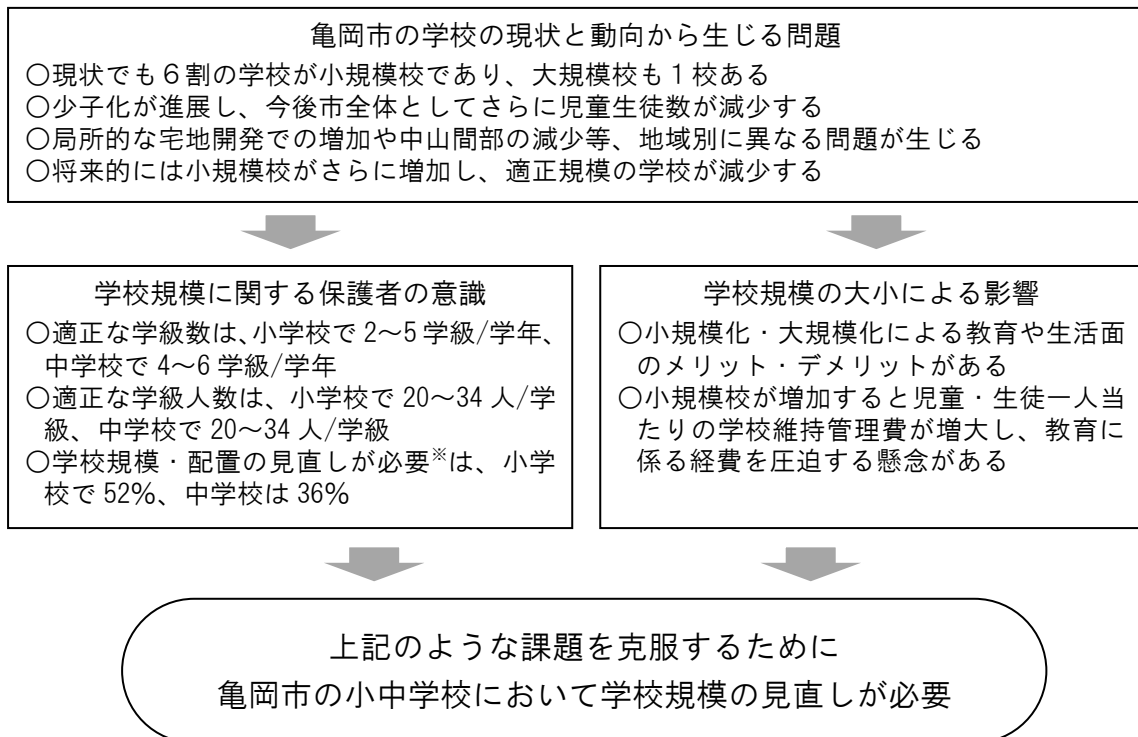 亀岡市の学校の現状と動向から生じる問題
○現状でも６割の学校が小規模校であり、大規模校も１校ある
○少子化が進展し、今後市全体としてさらに児童生徒数が減少する
○局所的な宅地開発での増加や中山間部の減少等、地域別に異なる問題が生じる
○将来的には小規模校がさらに増加し、適正規模の学校が減少する
学校規模に関する保護者の意識
○適正な学級数は、小学校で 2～5 学級/学年、
中学校で 4～6 学級/学年
○適正な学級人数は、小学校で 20～34 人/学
級、中学校で 20～34 人/学級
○学校規模・配置の見直しが必要※は、小学
校で 52%、中学校は 36%
学校規模の大小による影響
○小規模化・大規模化による教育や生活面
のメリット・デメリットがある
○小規模校が増加すると児童・生徒一人当
たりの学校維持管理費が増大し、教育に
係る経費を圧迫する懸念がある
上記のような課題を克服するために
亀岡市の小中学校において学校規模の見直しが必要